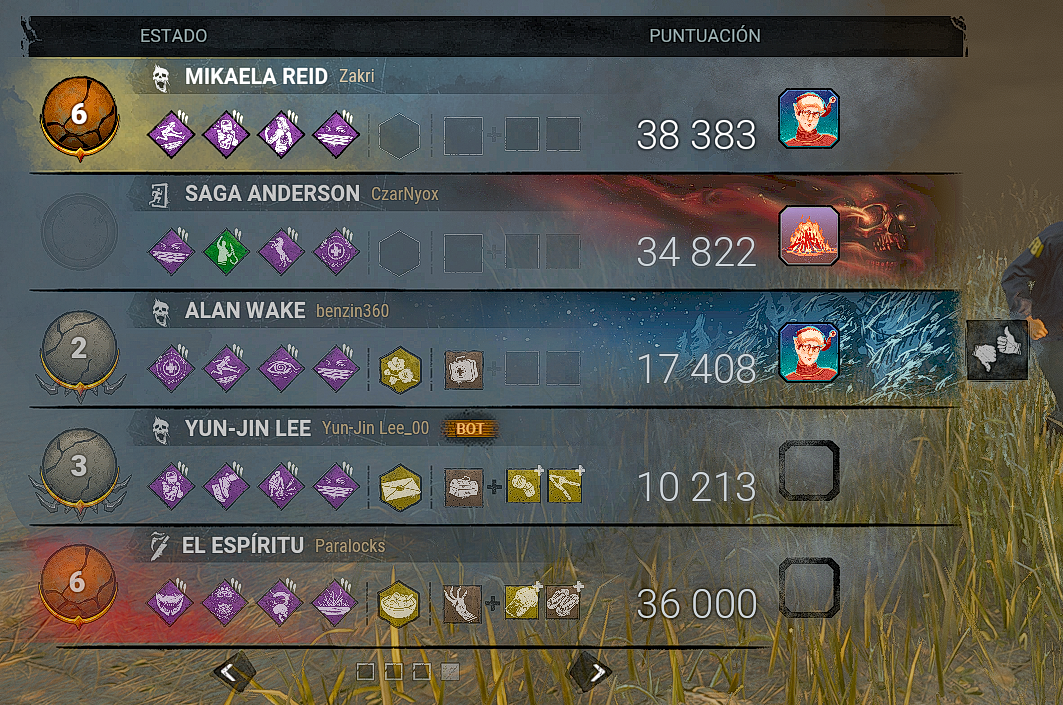 ESTADO PUNTUACIÓN
MIKAELA REID Zakri
6 38 383
SAGA ANDERSON CzarNyox
34 822
ALAN WAKE benzin360
2 17 408
YUN-JIN LEE Yun-Jin Lee_00 BOT
3 10 213
EL ESPÍRITU Paralocks
6 36 000